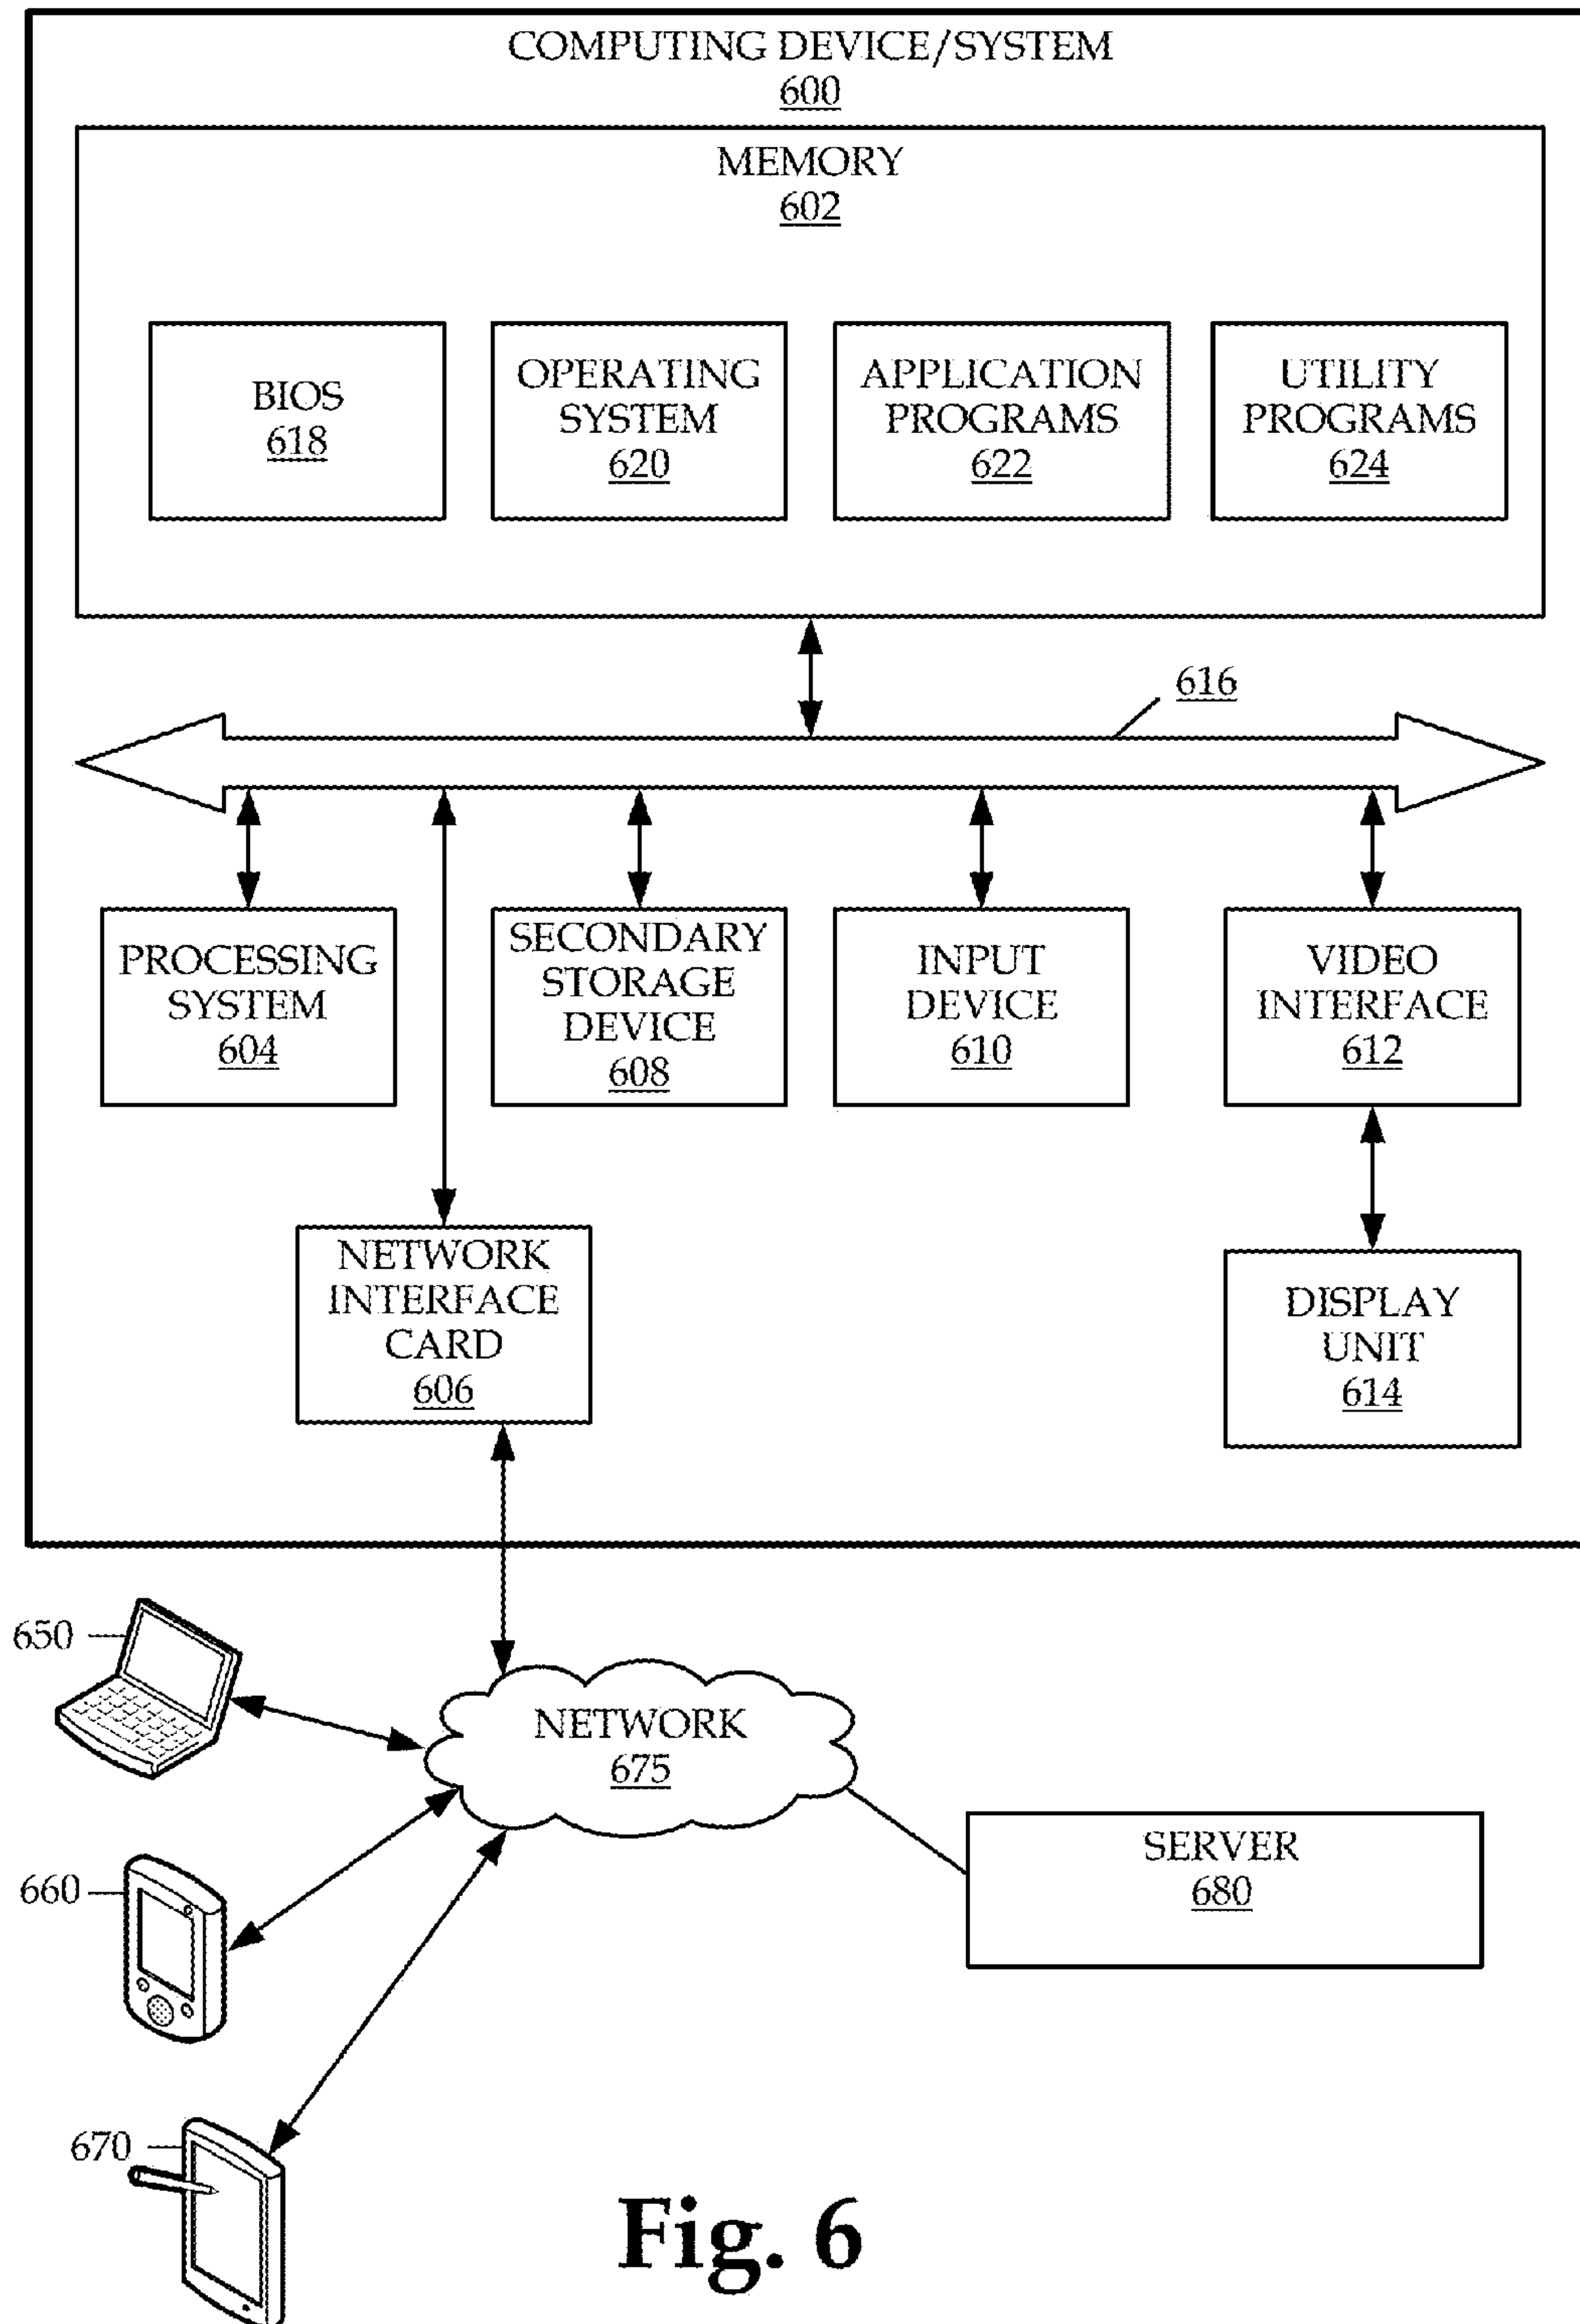 COMPUTING DEVICE/SYSTEM
600
MEMORY
602
BIOS
618
OPERATING
SYSTEM
620
APPLICATION
PROGRAMS
622
UTILITY
PROGRAMS
624
616
PROCESSING
SYSTEM
604
SECONDARY
STORAGE
DEVICE
608
INPUT
DEVICE
610
VIDEO
INTERFACE
612
NETWORK
INTERFACE
CARD
606
DISPLAY
UNIT
614
650
NETWORK
675
SERVER
680
660
670
Fig. 6